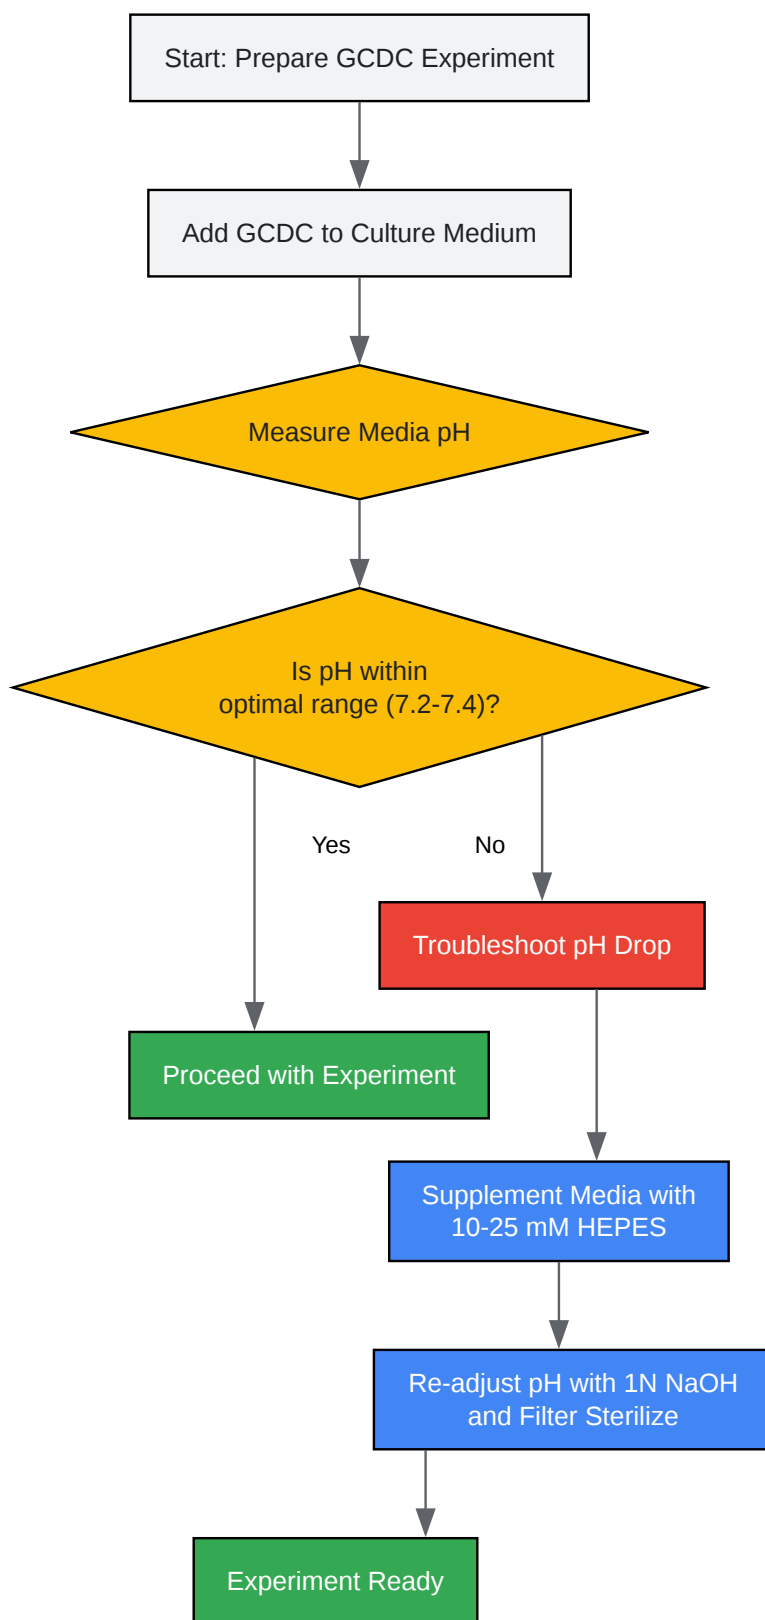 Start: Prepare GCDC Experiment
Add GCDC to Culture Medium
Measure Media pH
Is pH within
optimal range (7.2-7.4)?
Yes
No
Troubleshoot pH Drop
Proceed with Experiment
Supplement Media with
10-25 mM HEPES
Re-adjust pH with 1N NaOH
and Filter Sterilize
Experiment Ready